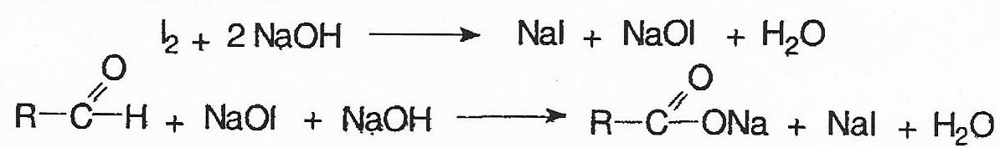 I₂ + 2 NaOH ⟶ NaI + NaOI + H₂O
O O
R—C—H + NaOI + NaOH ⟶ R—C—ONa + NaI + H₂O